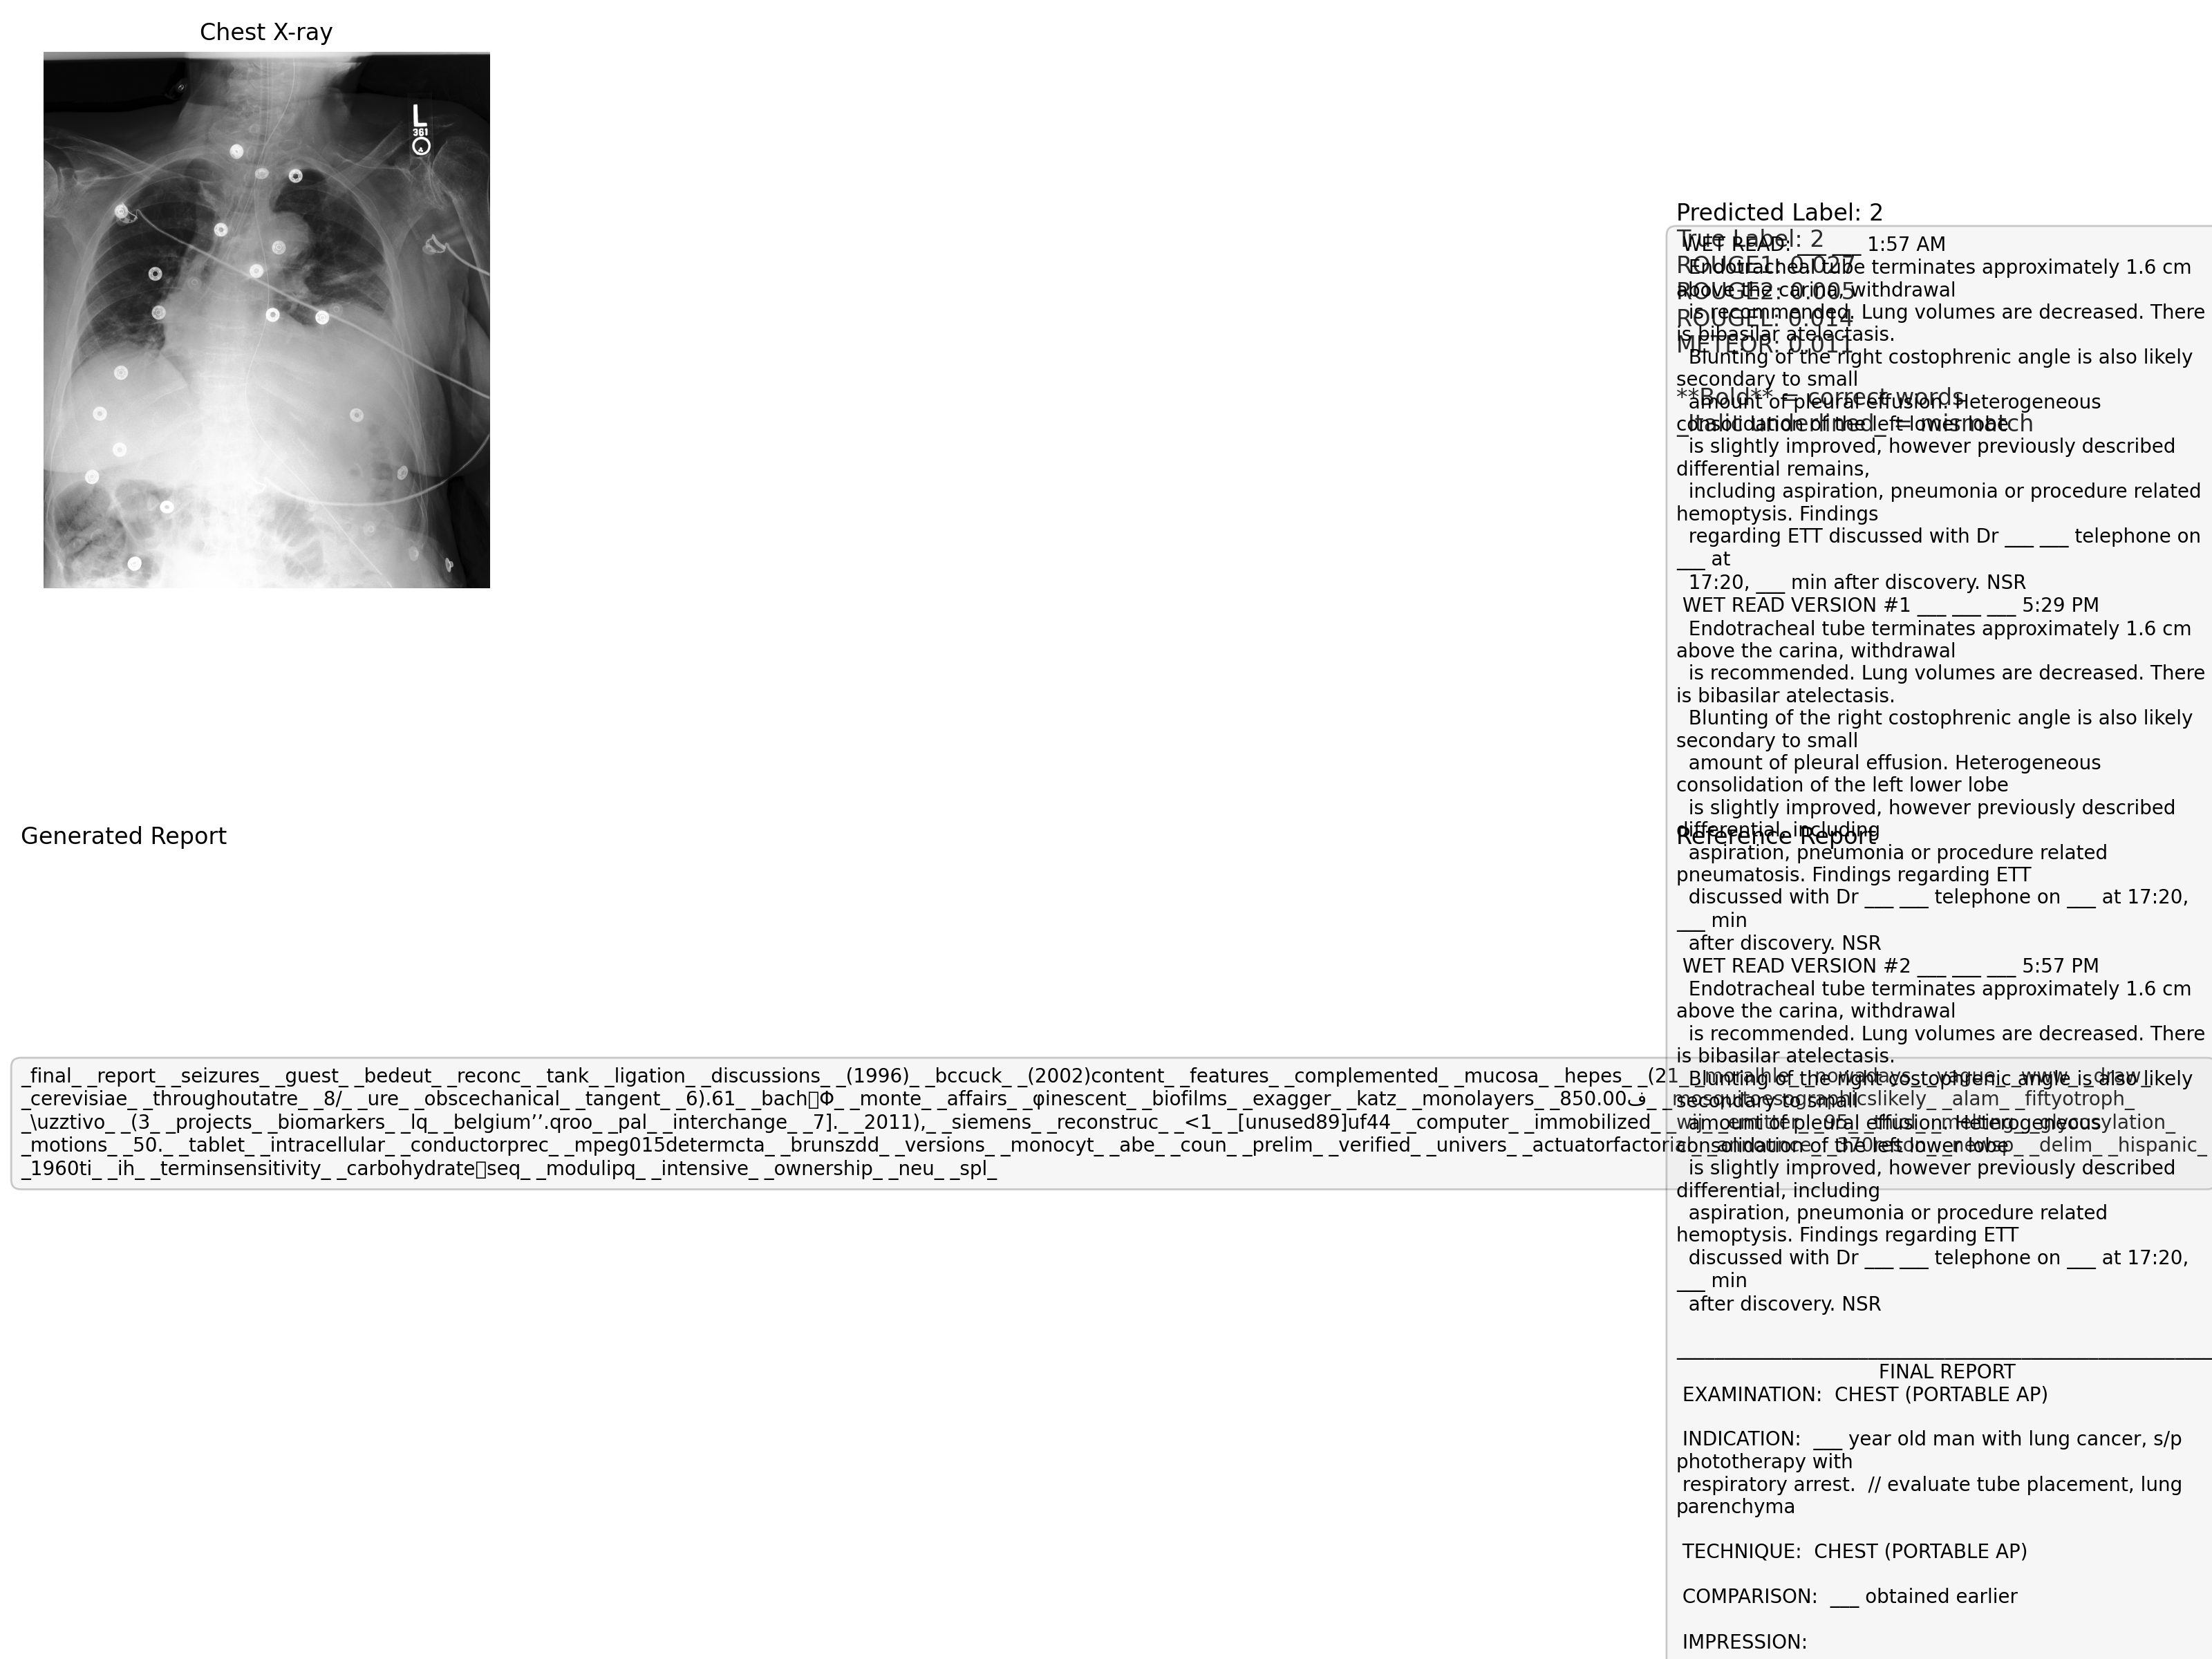 Chest X-ray
L
361
Predicted Label: 2
True Label: 2
ROUGE1: 0.027
ROUGE2: 0.005
ROUGEL: 0.014
METEOR: 0.011
**Bold** = correct words
_Italic underlined_ = mismatch
WET READ: 1:57 AM
Endotracheal tube terminates approximately 1.6 cm
above the carina, withdrawal
is recommended. Lung volumes are decreased. There
is bibasilar atelectasis.
Blunting of the right costophrenic angle is also likely
secondary to small
amount of pleural effusion. Heterogeneous
consolidation of the left lower lobe
is slightly improved, however previously described
differential remains,
including aspiration, pneumonia or procedure related
hemoptysis. Findings
regarding ETT discussed with Dr ___ ___ telephone on
___ at
17:20, ___ min after discovery. NSR
WET READ VERSION #1 ___ ___ ___ 5:29 PM
Endotracheal tube terminates approximately 1.6 cm
above the carina, withdrawal
is recommended. Lung volumes are decreased. There
is bibasilar atelectasis.
Blunting of the right costophrenic angle is also likely
secondary to small
amount of pleural effusion. Heterogeneous
consolidation of the left lower lobe
is slightly improved, however previously described
differential, including
Generated Report
Reference Report
aspiration, pneumonia or procedure related
pneumatosis. Findings regarding ETT
discussed with Dr ___ ___ telephone on ___ at 17:20,
___ min
after discovery. NSR
WET READ VERSION #2 ___ ___ ___ 5:57 PM
Endotracheal tube terminates approximately 1.6 cm
above the carina, withdrawal
is recommended. Lung volumes are decreased. There
is bibasilar atelectasis.
Blunting of the right costophrenic angle is also likely
secondary to small
amount of pleural effusion. Heterogeneous
consolidation of the left lower lobe
is slightly improved, however previously described
differential, including
aspiration, pneumonia or procedure related
hemoptysis. Findings regarding ETT
discussed with Dr ___ ___ telephone on ___ at 17:20,
___ min
after discovery. NSR
_final_ _report_ _seizures_ _guest_ _bedeut_ _reconc_ _tank_ _ligation_ _discussions_ _(1996)_ _bccuck_ _(2002)content_ _features_ _complemented_ _mucosa_ _hepes_ _(21_ _nowadays_ _vague_ _www_ _draw_
_cerevisiae_ _throughoutatre_ _8/_ _ure_ _obscechanical_ _tangent_ _6).61_ _bach Φ_ _monte_ _affairs_ _φinescent_ _biofilms_ _exagger_ _katz_ _monolayers_ _850.00ف_ _alam_ _fiftyotroph_
_\uzztivo_ _(3_ _projects_ _biomarkers_ _lq_ _belgium’’.qroo_ _pal_ _interchange_ _7]._ _2011),_ _siemens_ _reconstruc_ _<1_ _[unused89]uf44_ _computer_ _immobilized_ _emitter_ _95_ _melting_ _glycosylation_
_motions_ _50._ _tablet_ _intracellular_ _conductorprec_ _mpeg015determcta_ _brunszdd_ _versions_ _monocyt_ _abe_ _coun_ _prelim_ _verified_ _univers_ _delim_ _hispanic_
_1960ti_ _ih_ _terminsensitivity_ _carbohydrate seq_ _modulipq_ _intensive_ _ownership_ _neu_ _spl_
FINAL REPORT
EXAMINATION: CHEST (PORTABLE AP)
INDICATION: ___ year old man with lung cancer, s/p
phototherapy with
respiratory arrest. // evaluate tube placement, lung
parenchyma
TECHNIQUE: CHEST (PORTABLE AP)
COMPARISON: ___ obtained earlier
IMPRESSION: